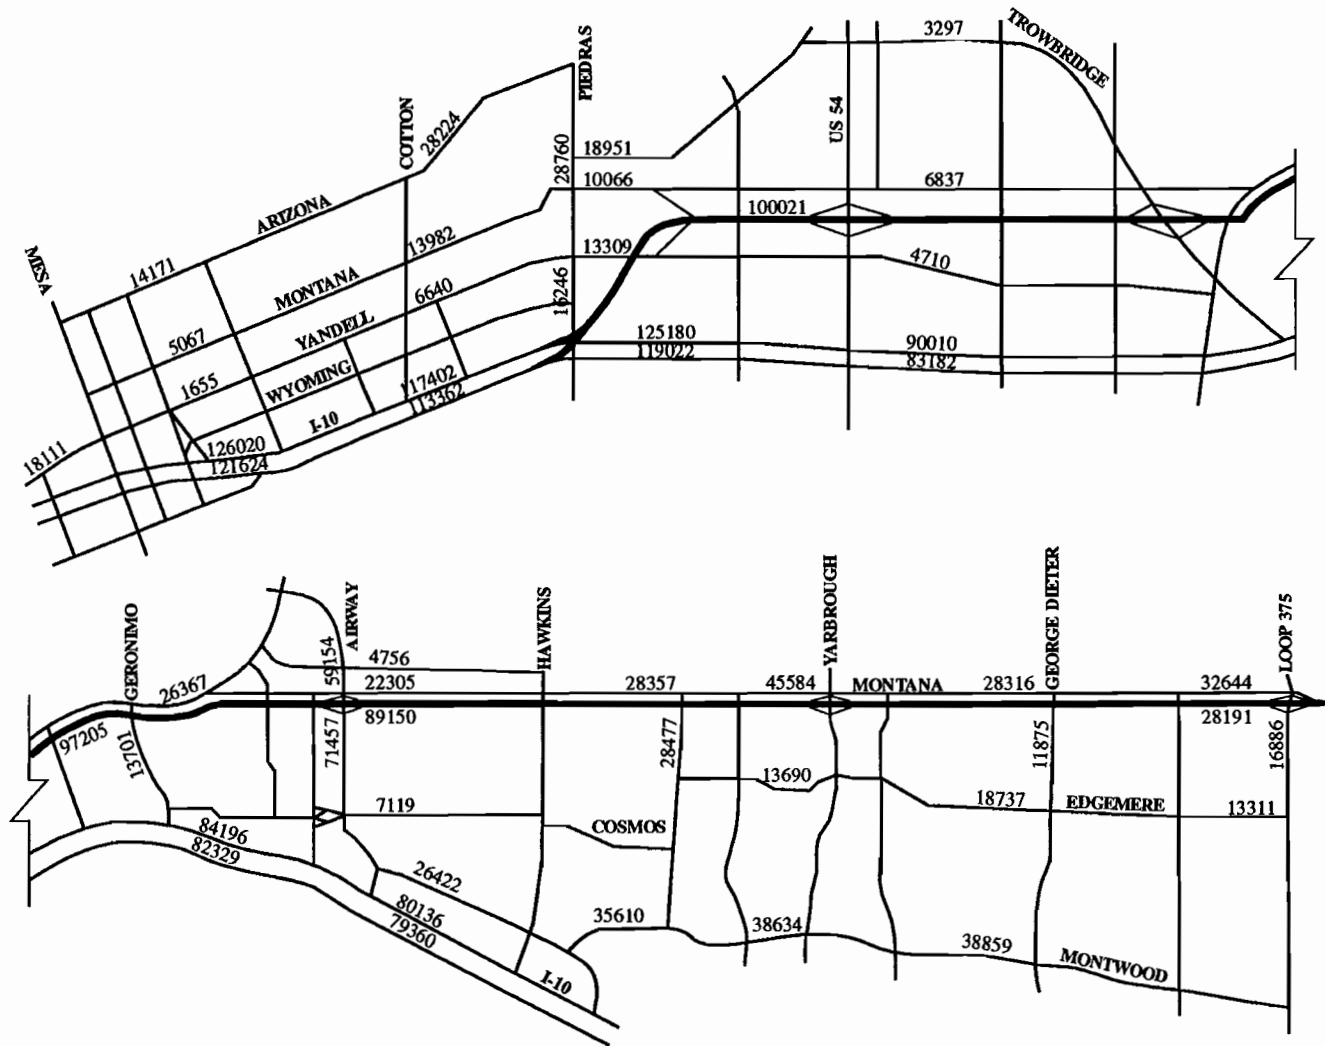 3297
TROWBRIDGE
PIEDRAS
US 54
COTTON
28224
28760
18951
10066
6837
ARIZONA
100021
MESA
14171
MONTANA
13982
13309
4710
5067
YANDELL
6640
16246
1655
WYOMING
117402
113362
125180
119022
90010
83182
I-10
18111
126020
121624
GERONIMO
AIRWAY
HAWKINS
YARBROUGH
GEORGE DIETER
LOOP 375
26367
59154
4756
22305
28357
45584
MONTANA
28316
32644
97205
13701
71457
89150
28477
11875
28191
16886
13690
7119
18737
EDGEMERE
13311
COSMOS
84196
82329
26422
80136
79360
35610
38634
38859
MONTWOOD
I-10